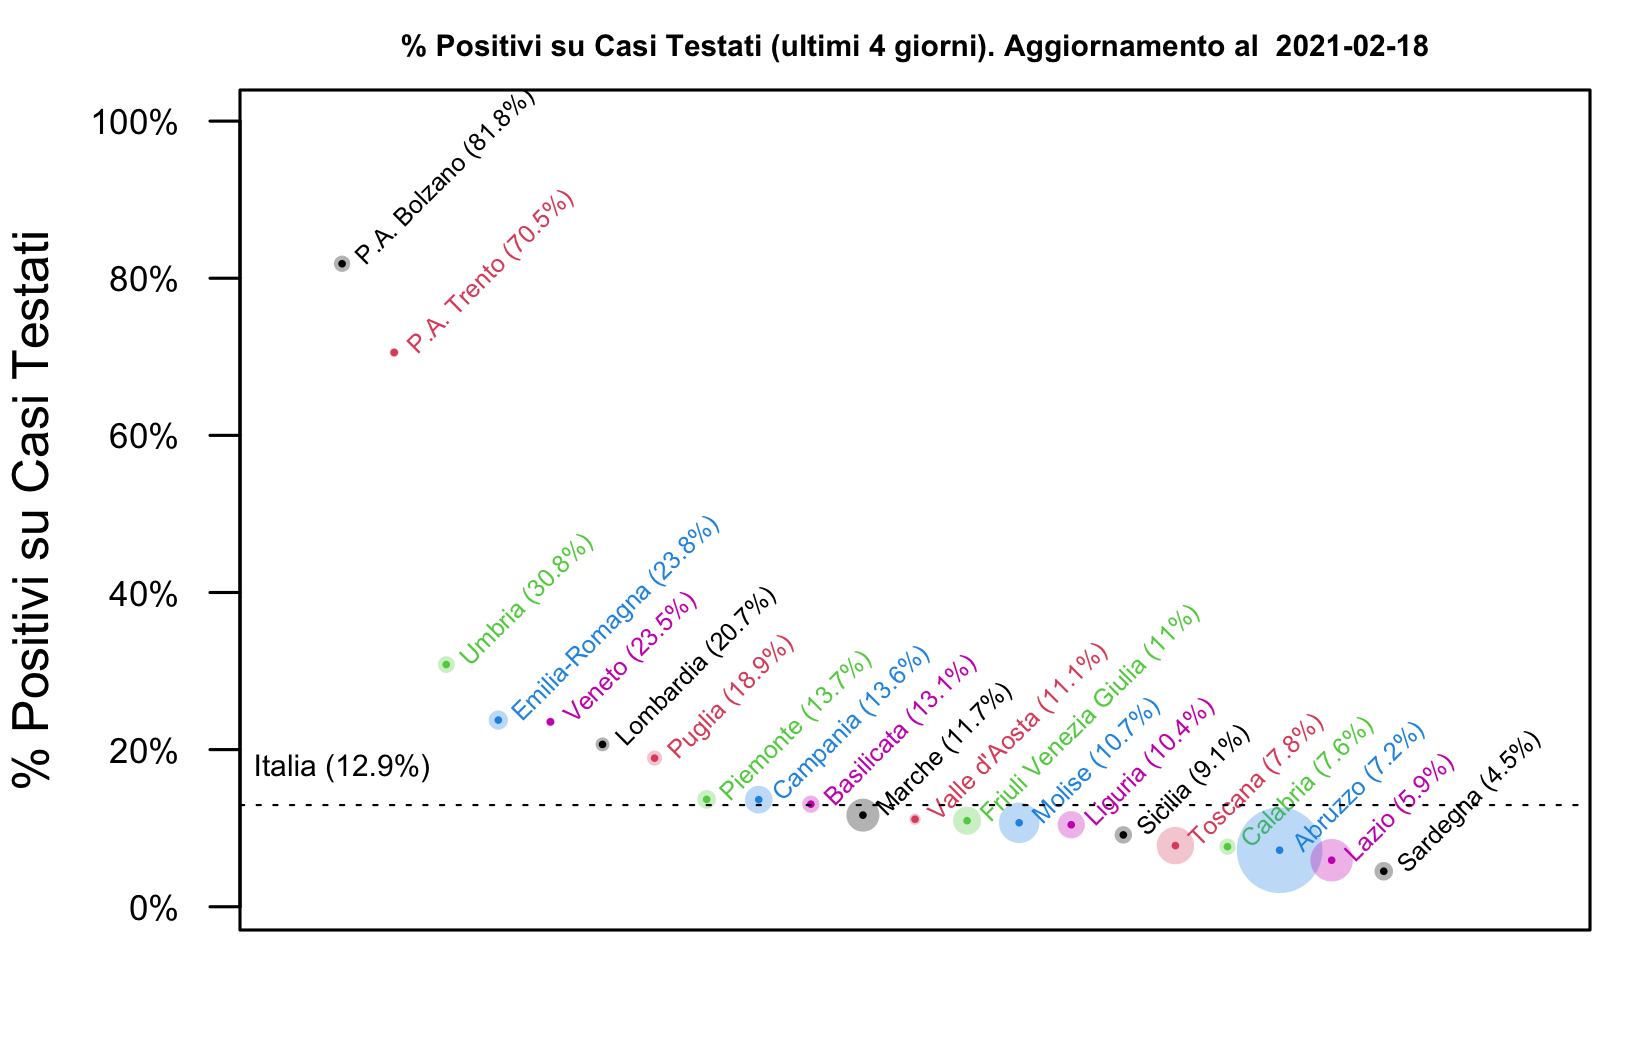 % Positivi su Casi Testati (ultimi 4 giorni). Aggiornamento al  2021-02-18
% Positivi su Casi Testati
100%
80%
60%
40%
20%
0%
Italia (12.9%)
P.A. Bolzano (81.8%)
P.A. Trento (70.5%)
Umbria (30.8%)
Emilia-Romagna (23.8%)
Veneto (23.5%)
Lombardia (20.7%)
Puglia (18.9%)
Piemonte (13.7%)
Campania (13.6%)
Basilicata (13.1%)
Marche (11.7%)
Valle d'Aosta (11.1%)
Friuli Venezia Giulia (11%)
Molise (10.7%)
Liguria (10.4%)
Sicilia (9.1%)
Toscana (7.8%)
Calabria (7.6%)
Abruzzo (7.2%)
Lazio (5.9%)
Sardegna (4.5%)